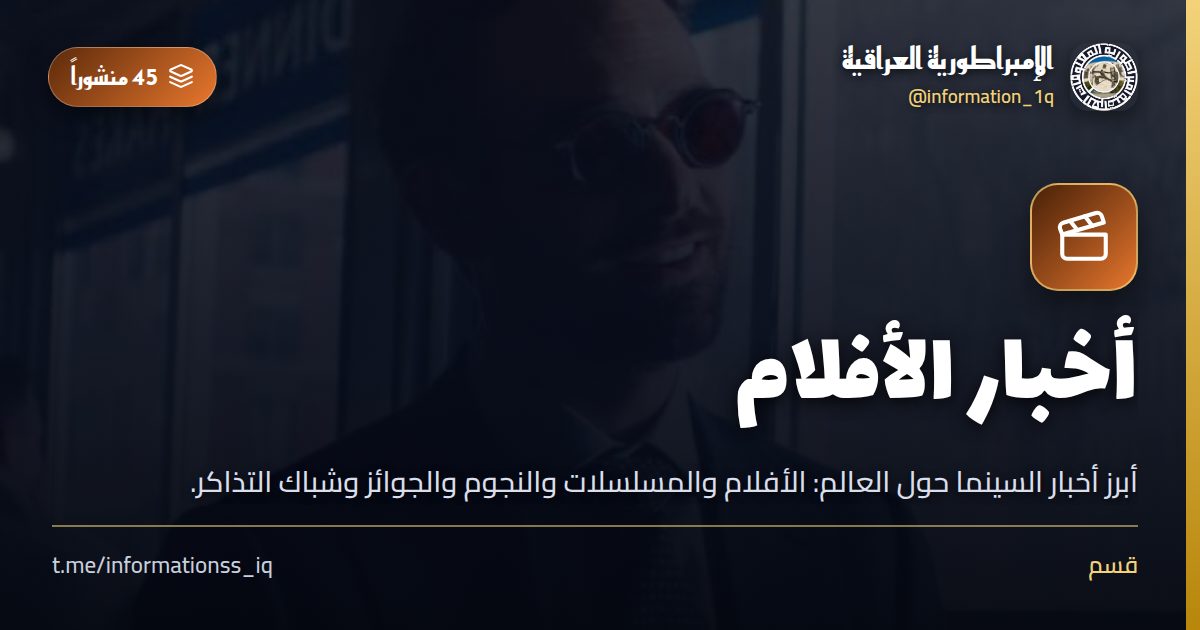 الإمبراطورية العراقية
@information_1q
45 منشوراً
أخبار الأفلام
أبرز أخبار السينما حول العالم: الأفلام والمسلسلات والنجوم والجوائز وشباك التذاكر.
قسم
t.me/informationss_iq
DINNER